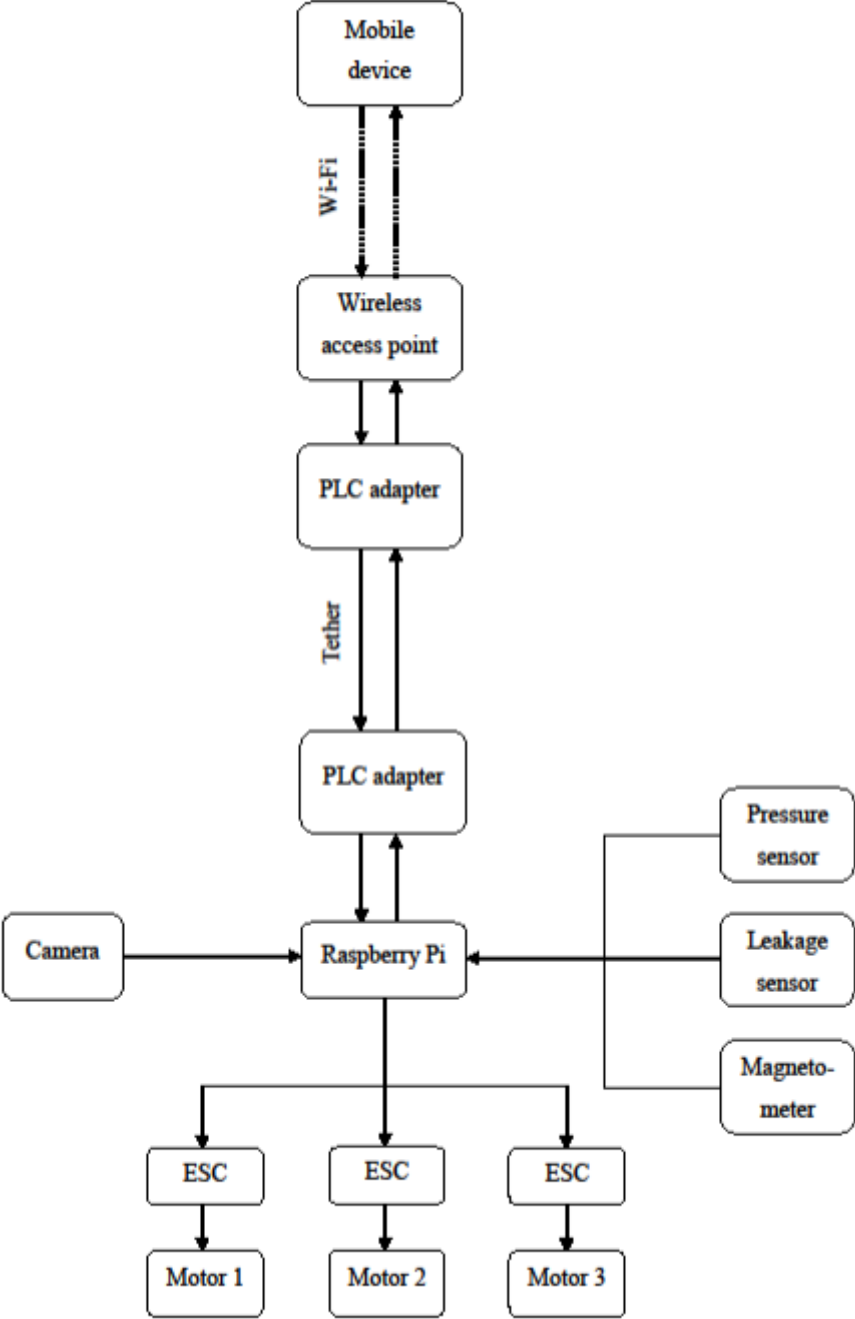 Mobile
device
Wi-Fi
Wireless
access point
PLC adapter
Tether
PLC adapter
Pressure
sensor
Camera
Raspberry Pi
Leakage
sensor
Magneto-
meter
ESC
ESC
ESC
Motor 1
Motor 2
Motor 3